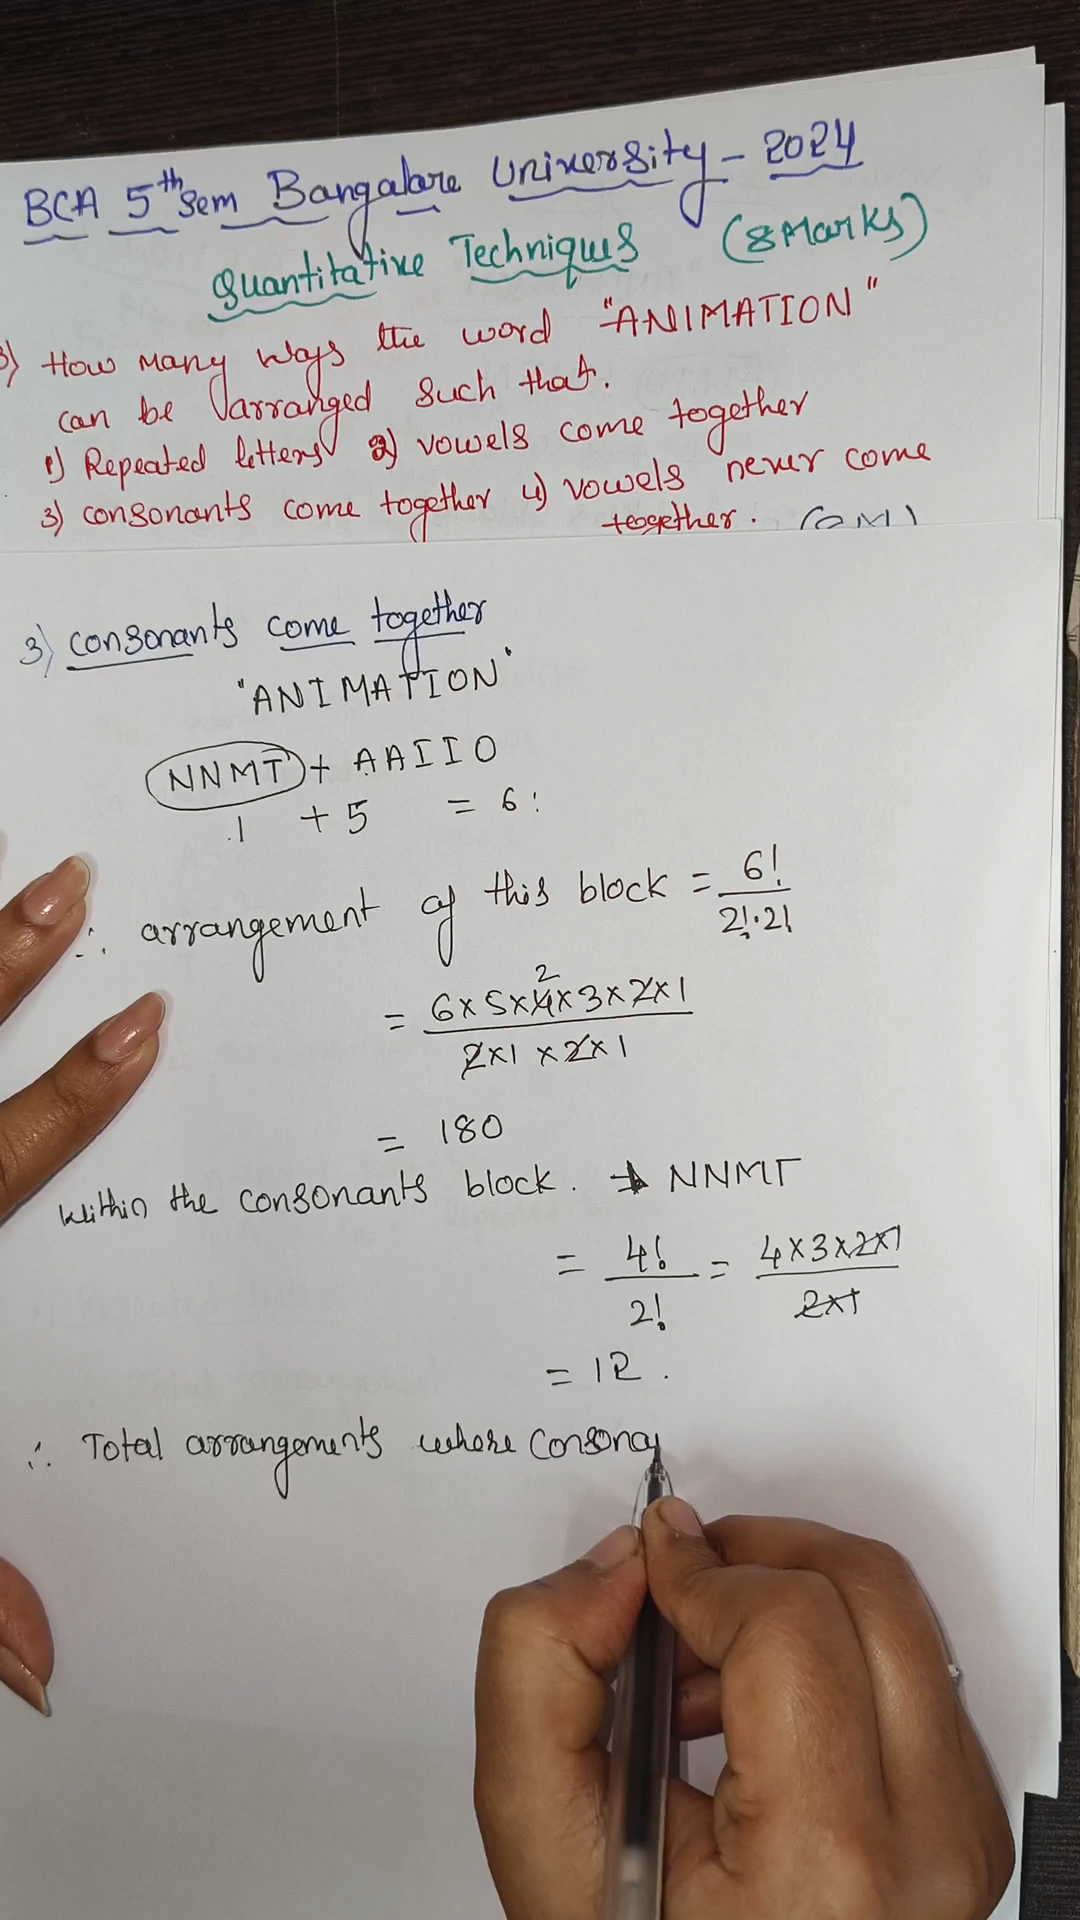 BCA 5th Sem Bangalore University - 2024
Quantitative Techniques (8 Marks)
3) How Many Ways the word "ANIMATION"
can be arranged such that.
1) Repeated letters 2) vowels come together
3) consonants come together 4) vowels never come
together.
3) consonants come together
"ANIMATION"
NNMT + AAIIO
1 + 5 = 6!
∴ arrangement of this block = 6! / 2!·2!
= 6×5×4×3×2×1 / 2×1 ×2×1
2
= 180
Within the consonants block. → NNMT
= 4! / 2! = 4×3×2×1 / 2×1
= 12.
∴ Total arrangements where Consona